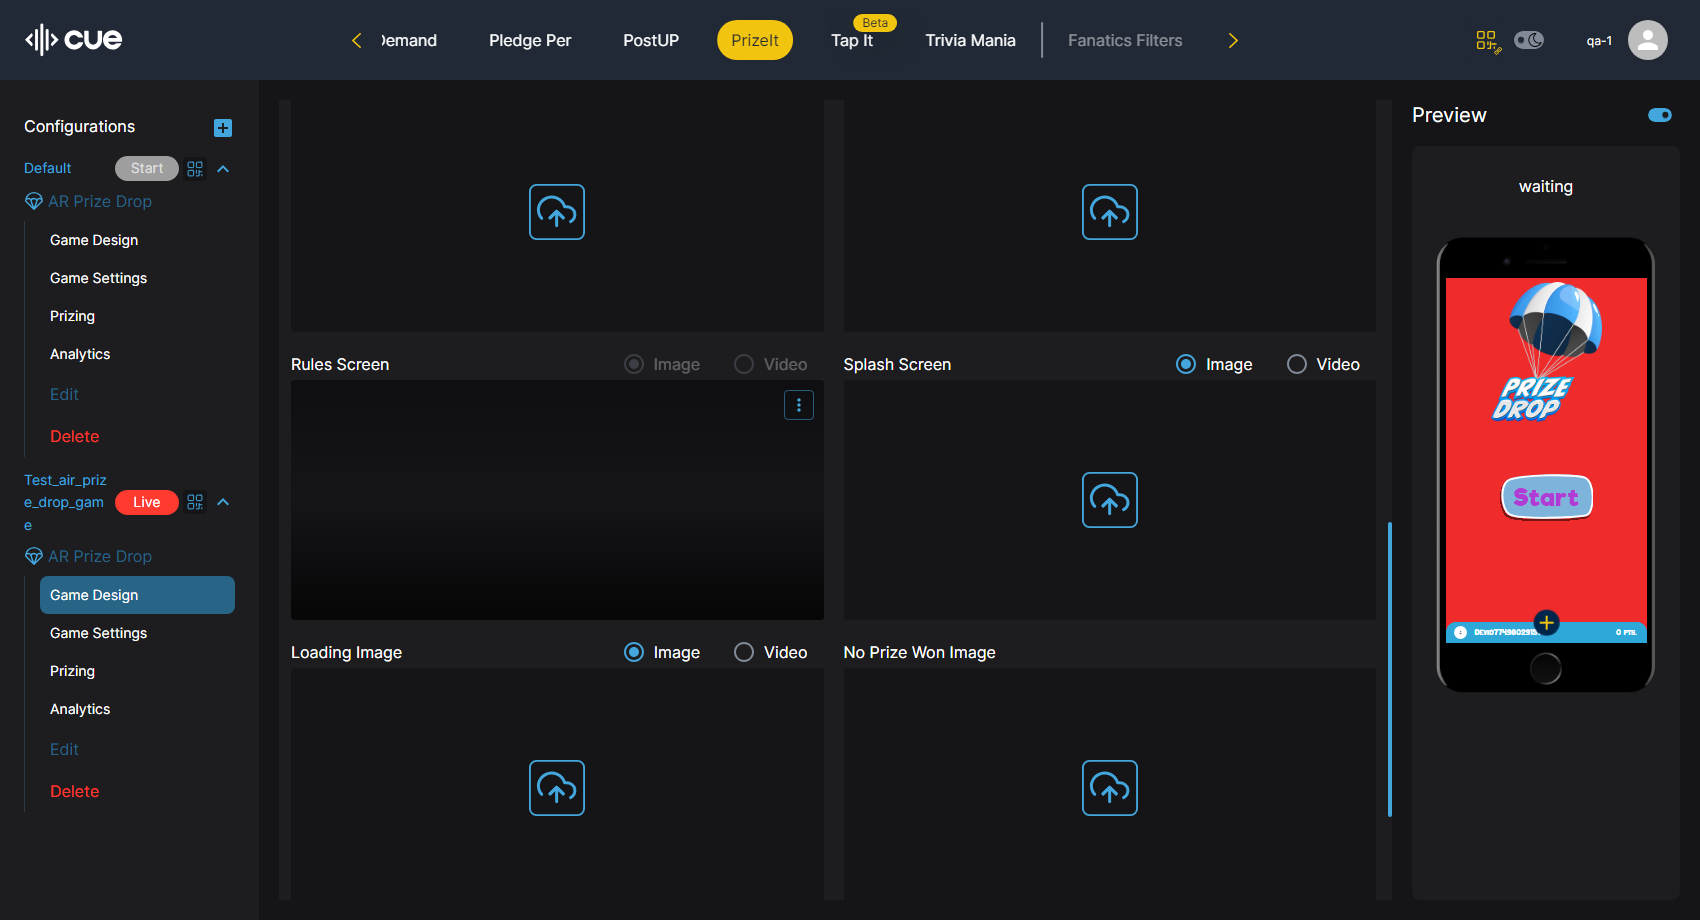 cue
Demand
Pledge Per
PostUP
PrizeIt
Beta
Tap It
Trivia Mania
Fanatics Filters
qa-1
Configurations
Default
Start
AR Prize Drop
Game Design
Game Settings
Prizing
Analytics
Edit
Delete
Test_air_priz
e_drop_gam
e
Live
AR Prize Drop
Game Design
Game Settings
Prizing
Analytics
Edit
Delete
Rules Screen
Image
Video
Splash Screen
Image
Video
Loading Image
Image
Video
No Prize Won Image
Preview
waiting
PRIZE
DROP
Start
0 PTS.